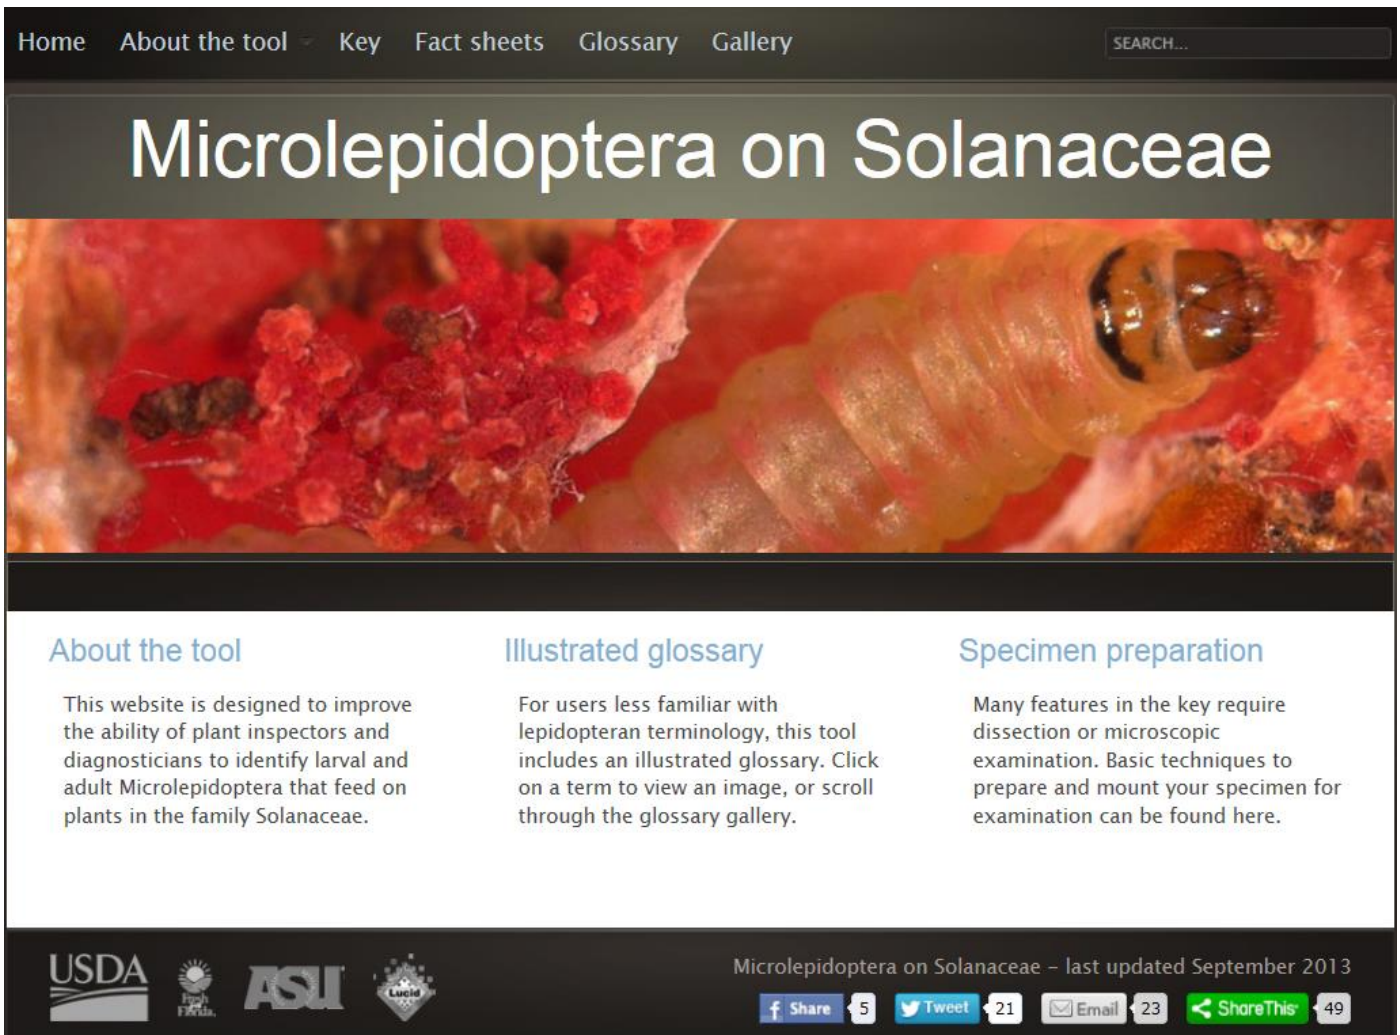 Home About the tool Key Fact sheets Glossary Gallery SEARCH...
Microlepidoptera on Solanaceae
About the tool
This website is designed to improve
the ability of plant inspectors and
diagnosticians to identify larval and
adult Microlepidoptera that feed on
plants in the family Solanaceae.
Illustrated glossary
For users less familiar with
lepidopteran terminology, this tool
includes an illustrated glossary. Click
on a term to view an image, or scroll
through the glossary gallery.
Specimen preparation
Many features in the key require
dissection or microscopic
examination. Basic techniques to
prepare and mount your specimen for
examination can be found here.
USDA
Fresh
Florida.
ASU
Lucid
Microlepidoptera on Solanaceae – last updated September 2013
f Share 5 Tweet 21 Email 23 ShareThis 49